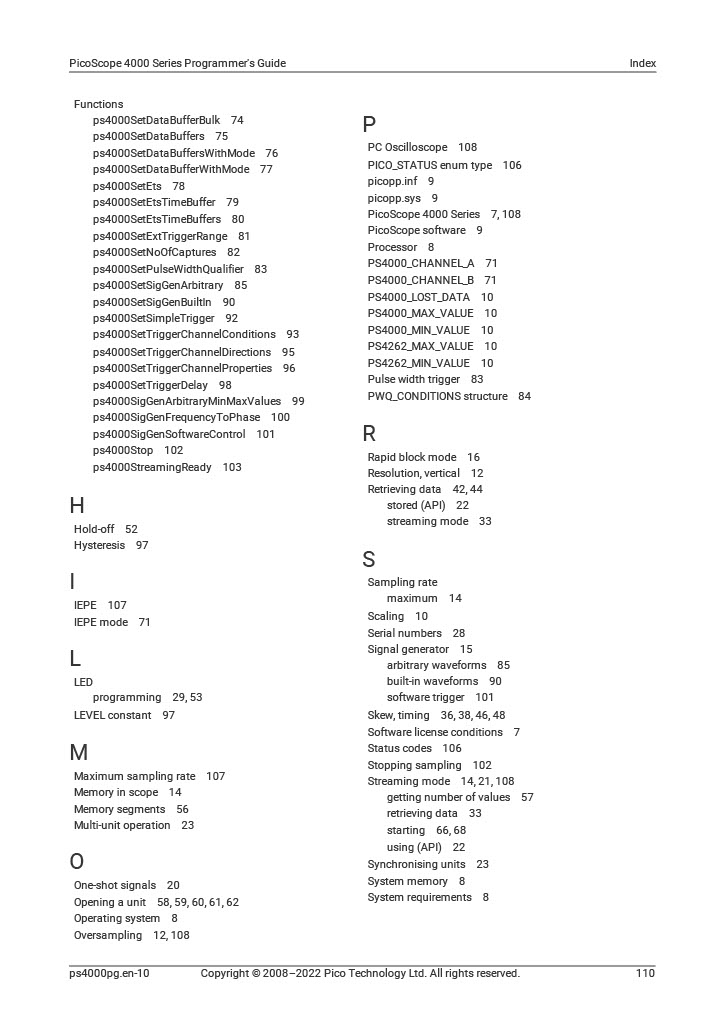 PicoScope 4000 Series Programmer's Guide Index
Functions
ps4000SetDataBufferBulk 74
ps4000SetDataBuffers 75
ps4000SetDataBuffersWithMode 76
ps4000SetDataBufferWithMode 77
ps4000SetEts 78
ps4000SetEtsTimeBuffer 79
ps4000SetEtsTimeBuffers 80
ps4000SetExtTriggerRange 81
ps4000SetNoOfCaptures 82
ps4000SetPulseWidthQualifier 83
ps4000SetSigGenArbitrary 85
ps4000SetSigGenBuiltIn 90
ps4000SetSimpleTrigger 92
ps4000SetTriggerChannelConditions 93
ps4000SetTriggerChannelDirections 95
ps4000SetTriggerChannelProperties 96
ps4000SetTriggerDelay 98
ps4000SigGenArbitraryMinMaxValues 99
ps4000SigGenFrequencyToPhase 100
ps4000SigGenSoftwareControl 101
ps4000Stop 102
ps4000StreamingReady 103
H
Hold-off 52
Hysteresis 97
I
IEPE 107
IEPE mode 71
L
LED
programming 29, 53
LEVEL constant 97
M
Maximum sampling rate 107
Memory in scope 14
Memory segments 56
Multi-unit operation 23
O
One-shot signals 20
Opening a unit 58, 59, 60, 61, 62
Operating system 8
Oversampling 12, 108
P
PC Oscilloscope 108
PICO_STATUS enum type 106
picopp.inf 9
picopp.sys 9
PicoScope 4000 Series 7, 108
PicoScope software 9
Processor 8
PS4000_CHANNEL_A 71
PS4000_CHANNEL_B 71
PS4000_LOST_DATA 10
PS4000_MAX_VALUE 10
PS4000_MIN_VALUE 10
PS4262_MAX_VALUE 10
PS4262_MIN_VALUE 10
Pulse width trigger 83
PWQ_CONDITIONS structure 84
R
Rapid block mode 16
Resolution, vertical 12
Retrieving data 42, 44
stored (API) 22
streaming mode 33
S
Sampling rate
maximum 14
Scaling 10
Serial numbers 28
Signal generator 15
arbitrary waveforms 85
built-in waveforms 90
software trigger 101
Skew, timing 36, 38, 46, 48
Software license conditions 7
Status codes 106
Stopping sampling 102
Streaming mode 14, 21, 108
getting number of values 57
retrieving data 33
starting 66, 68
using (API) 22
Synchronising units 23
System memory 8
System requirements 8
ps4000pg.en-10 Copyright © 2008–2022 Pico Technology Ltd. All rights reserved. 110